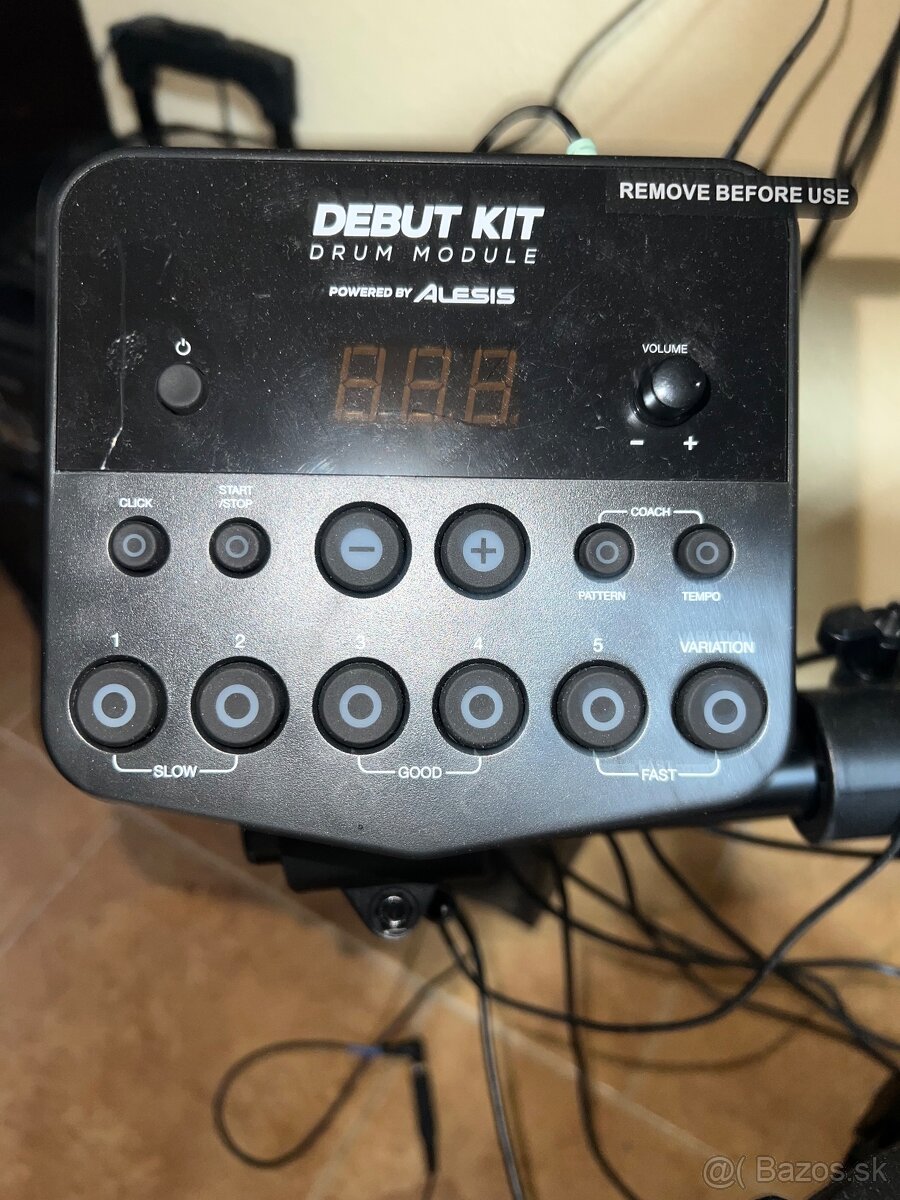 REMOVE BEFORE USE
DEBUT KIT
DRUM MODULE
POWERED BY ALESIS
888
VOLUME
− +
CLICK
START
/STOP
− +
COACH
PATTERN
TEMPO
1 2 3 4 5 VARIATION
SLOW GOOD FAST
@( Bazos.sk